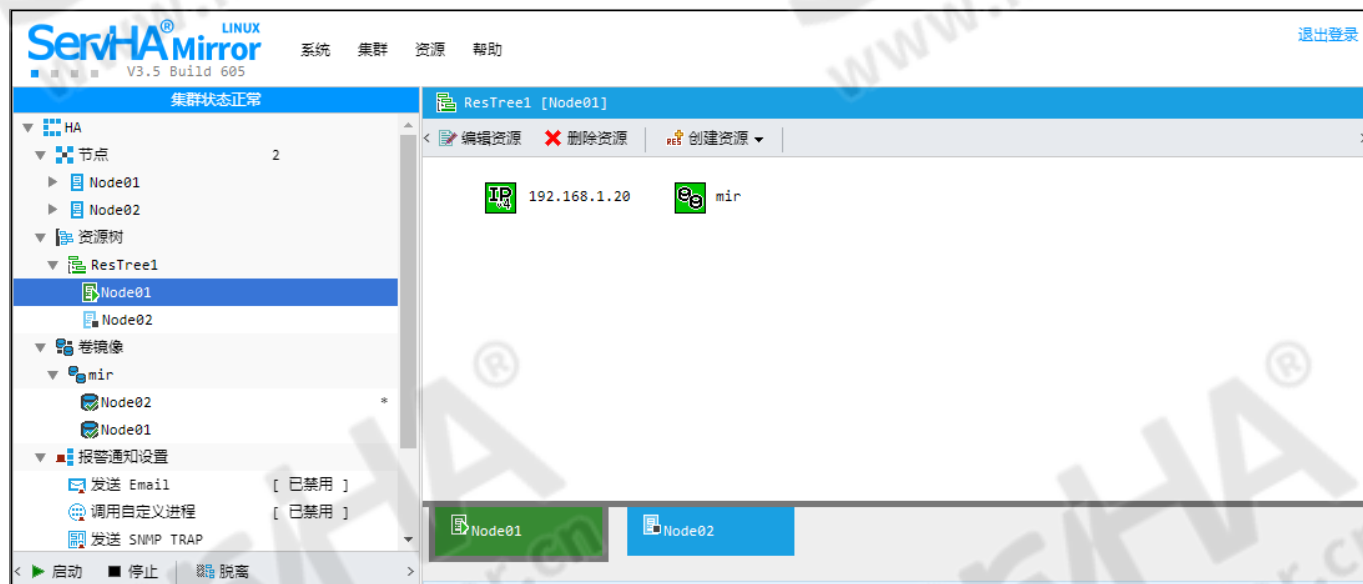 ServHA® Mirror LINUX
V3.5 Build 605
系统 集群 资源 帮助
退出登录
集群状态正常
HA
节点 2
Node01
Node02
资源树
ResTree1
Node01
Node02
卷镜像
mir
Node02 *
Node01
报警通知设置
发送 Email [ 已禁用 ]
调用自定义进程 [ 已禁用 ]
发送 SNMP TRAP
启动 停止 脱离
ResTree1 [Node01]
编辑资源 删除资源 RES 创建资源
IP v4 192.168.1.20 mir
Node01 Node02